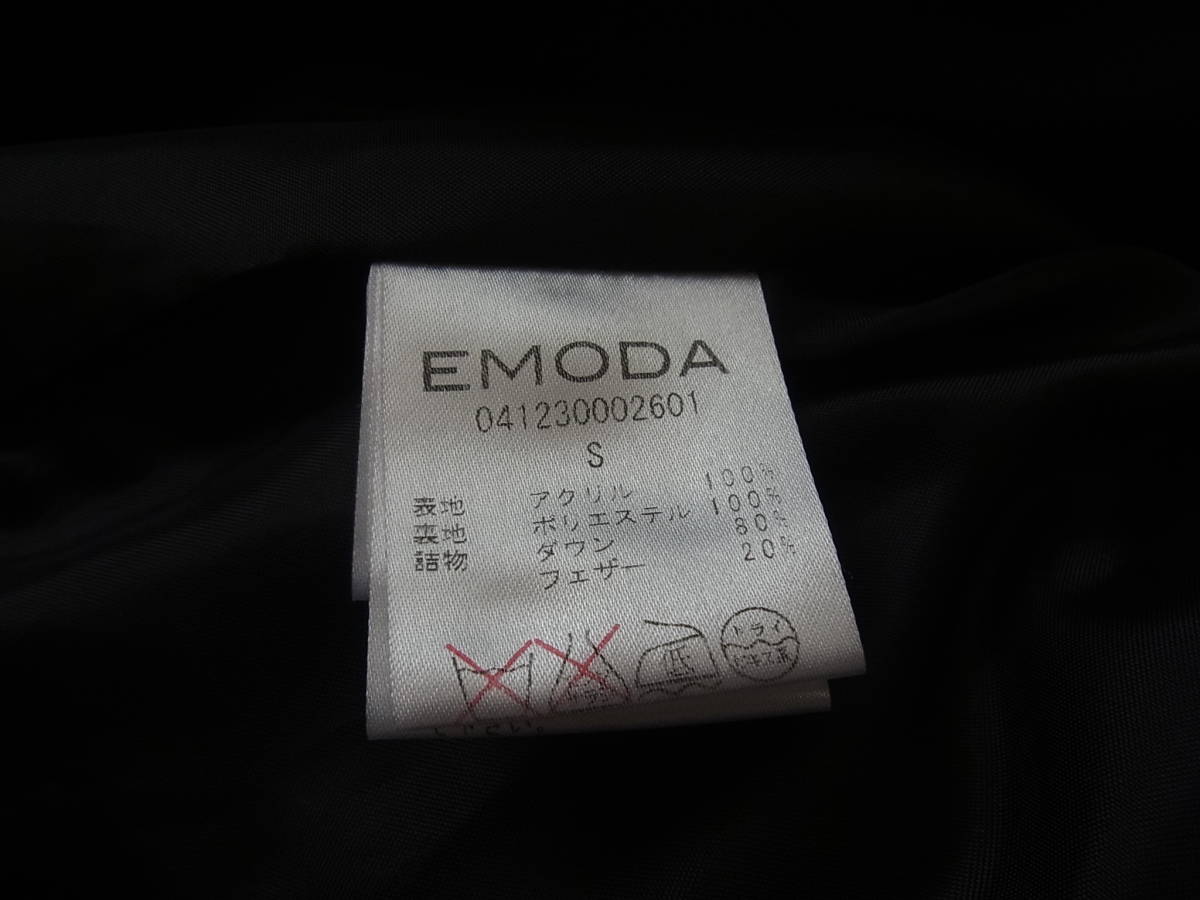 EMODA
041230002601
S
表地 アクリル 100%
裏地 ポリエステル 100%
詰物 ダウン 80%
フェザー 20%
低 ドライ